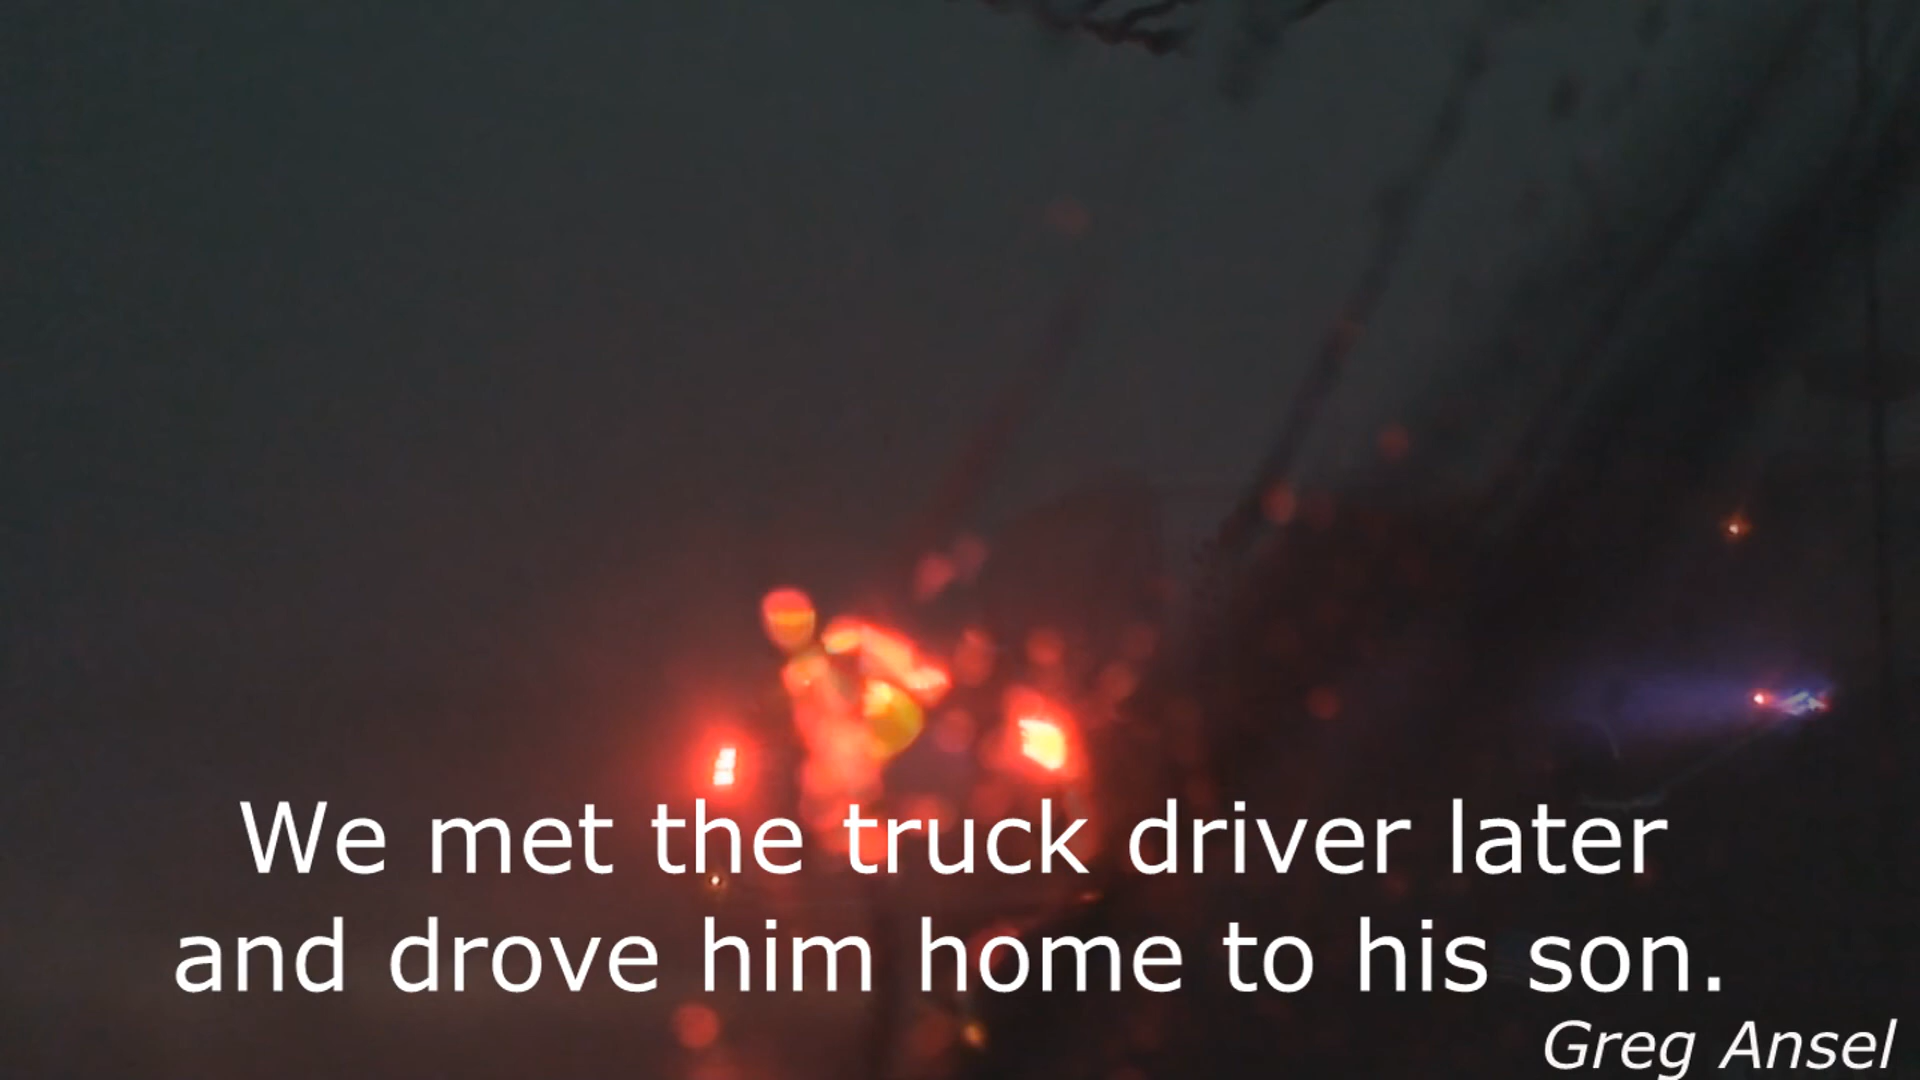 We met the truck driver later
and drove him home to his son.
Greg Ansel